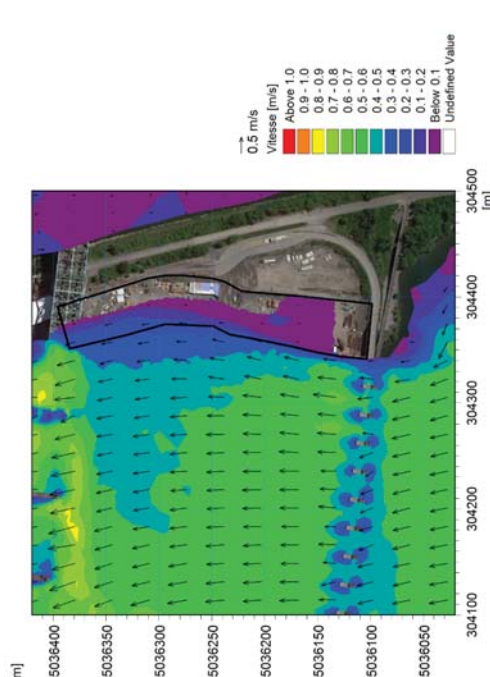 [m]
5036400
5036350
5036300
5036250
5036200
5036150
5036100
5036050
304100
304200
304300
304400
304500
[m]
0.5 m/s
Vitesse [m/s]
Above 1.0
0.9 - 1.0
0.8 - 0.9
0.7 - 0.8
0.6 - 0.7
0.5 - 0.6
0.4 - 0.5
0.3 - 0.4
0.2 - 0.3
0.1 - 0.2
Below 0.1
Undefined Value